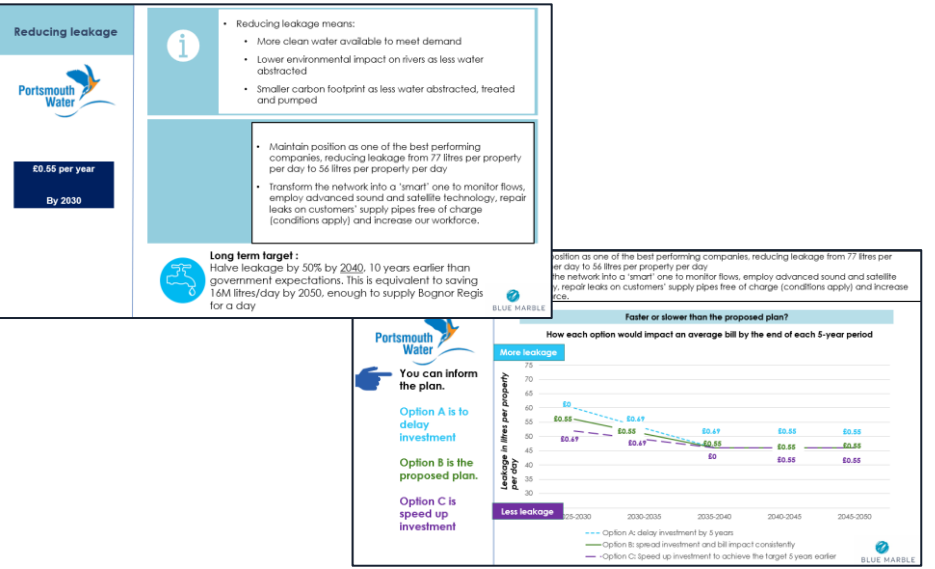 Reducing leakage
Portsmouth
Water
£0.55 per year
By 2030
i
• Reducing leakage means:
• More clean water available to meet demand
• Lower environmental impact on rivers as less water
abstracted
• Smaller carbon footprint as less water abstracted, treated
and pumped
• Maintain position as one of the best performing
companies, reducing leakage from 77 litres per property
per day to 56 litres per property per day
• Transform the network into a 'smart' one to monitor flows,
employ advanced sound and satellite technology, repair
leaks on customers' supply pipes free of charge
(conditions apply) and increase our workforce.
Long term target :
Halve leakage by 50% by 2040, 10 years earlier than
government expectations. This is equivalent to saving
16M litres/day by 2050, enough to supply Bognor Regis
for a day
BLUE MARBLE
position as one of the best performing companies, reducing leakage from 77 litres per
per day to 56 litres per property per day
the network into a 'smart' one to monitor flows, employ advanced sound and satellite
repair leaks on customers' supply pipes free of charge (conditions apply) and increase
Faster or slower than the proposed plan?
How each option would impact an average bill by the end of each 5-year period
Portsmouth
Water
You can inform
the plan.
Option A is to
delay
investment
Option B is the
proposed plan.
Option C is
speed up
investment
More leakage
Leakage in litres per property
per day
75
70
65
60
55
50
45
40
35
30
£0
£0.69 £0.69 £0.55 £0.55
£0.55 £0.55 £0.55 £0.55 £0.55
£0.69 £0.69 £0 £0.55 £0.55
Less leakage
25-2030 2030-2035 2035-2040 2040-2045 2045-2050
Option A: delay investment by 5 years
Option B: spread investment and bill impact consistently
Option C: Speed up investment to achieve the target 5 years earlier
BLUE MARBLE